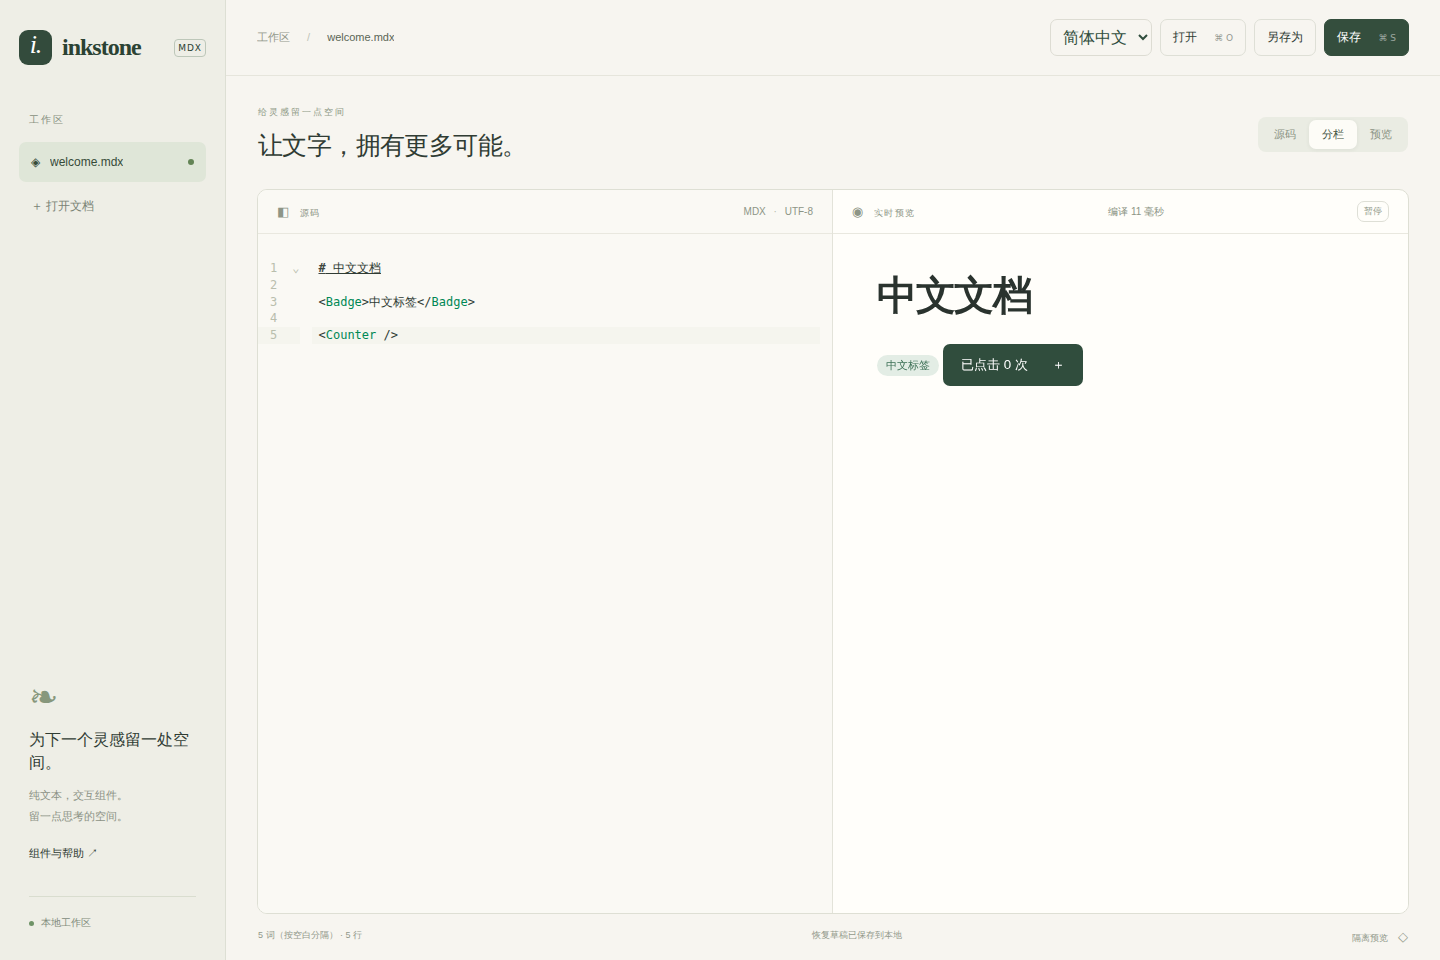 i. inkstone MDX
工作区
◈ welcome.mdx
+ 打开文档
❧
为下一个灵感留一处空
间。
纯文本，交互组件。
留一点思考的空间。
组件与帮助 ↗
本地工作区
工作区 / welcome.mdx
简体中文 打开 ⌘ O 另存为 保存 ⌘ S
给灵感留一点空间
让文字，拥有更多可能。
源码 分栏 预览
源码 MDX · UTF-8
1 # 中文文档
2
3 <Badge>中文标签</Badge>
4
5 <Counter />
实时预览 编译 11 毫秒 暂停
中文文档
中文标签 已点击 0 次 +
5 词（按空白分隔） · 5 行 恢复草稿已保存到本地 隔离预览